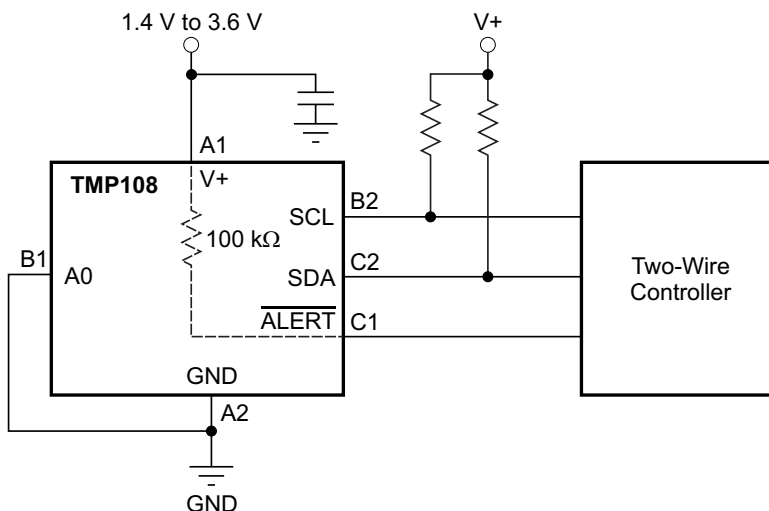 1.4 V to 3.6 V
V+
A1
TMP108
V+
B2
SCL
100 kΩ
B1
A0
C2
SDA
Two-Wire
Controller
ALERT
C1
GND
A2
GND